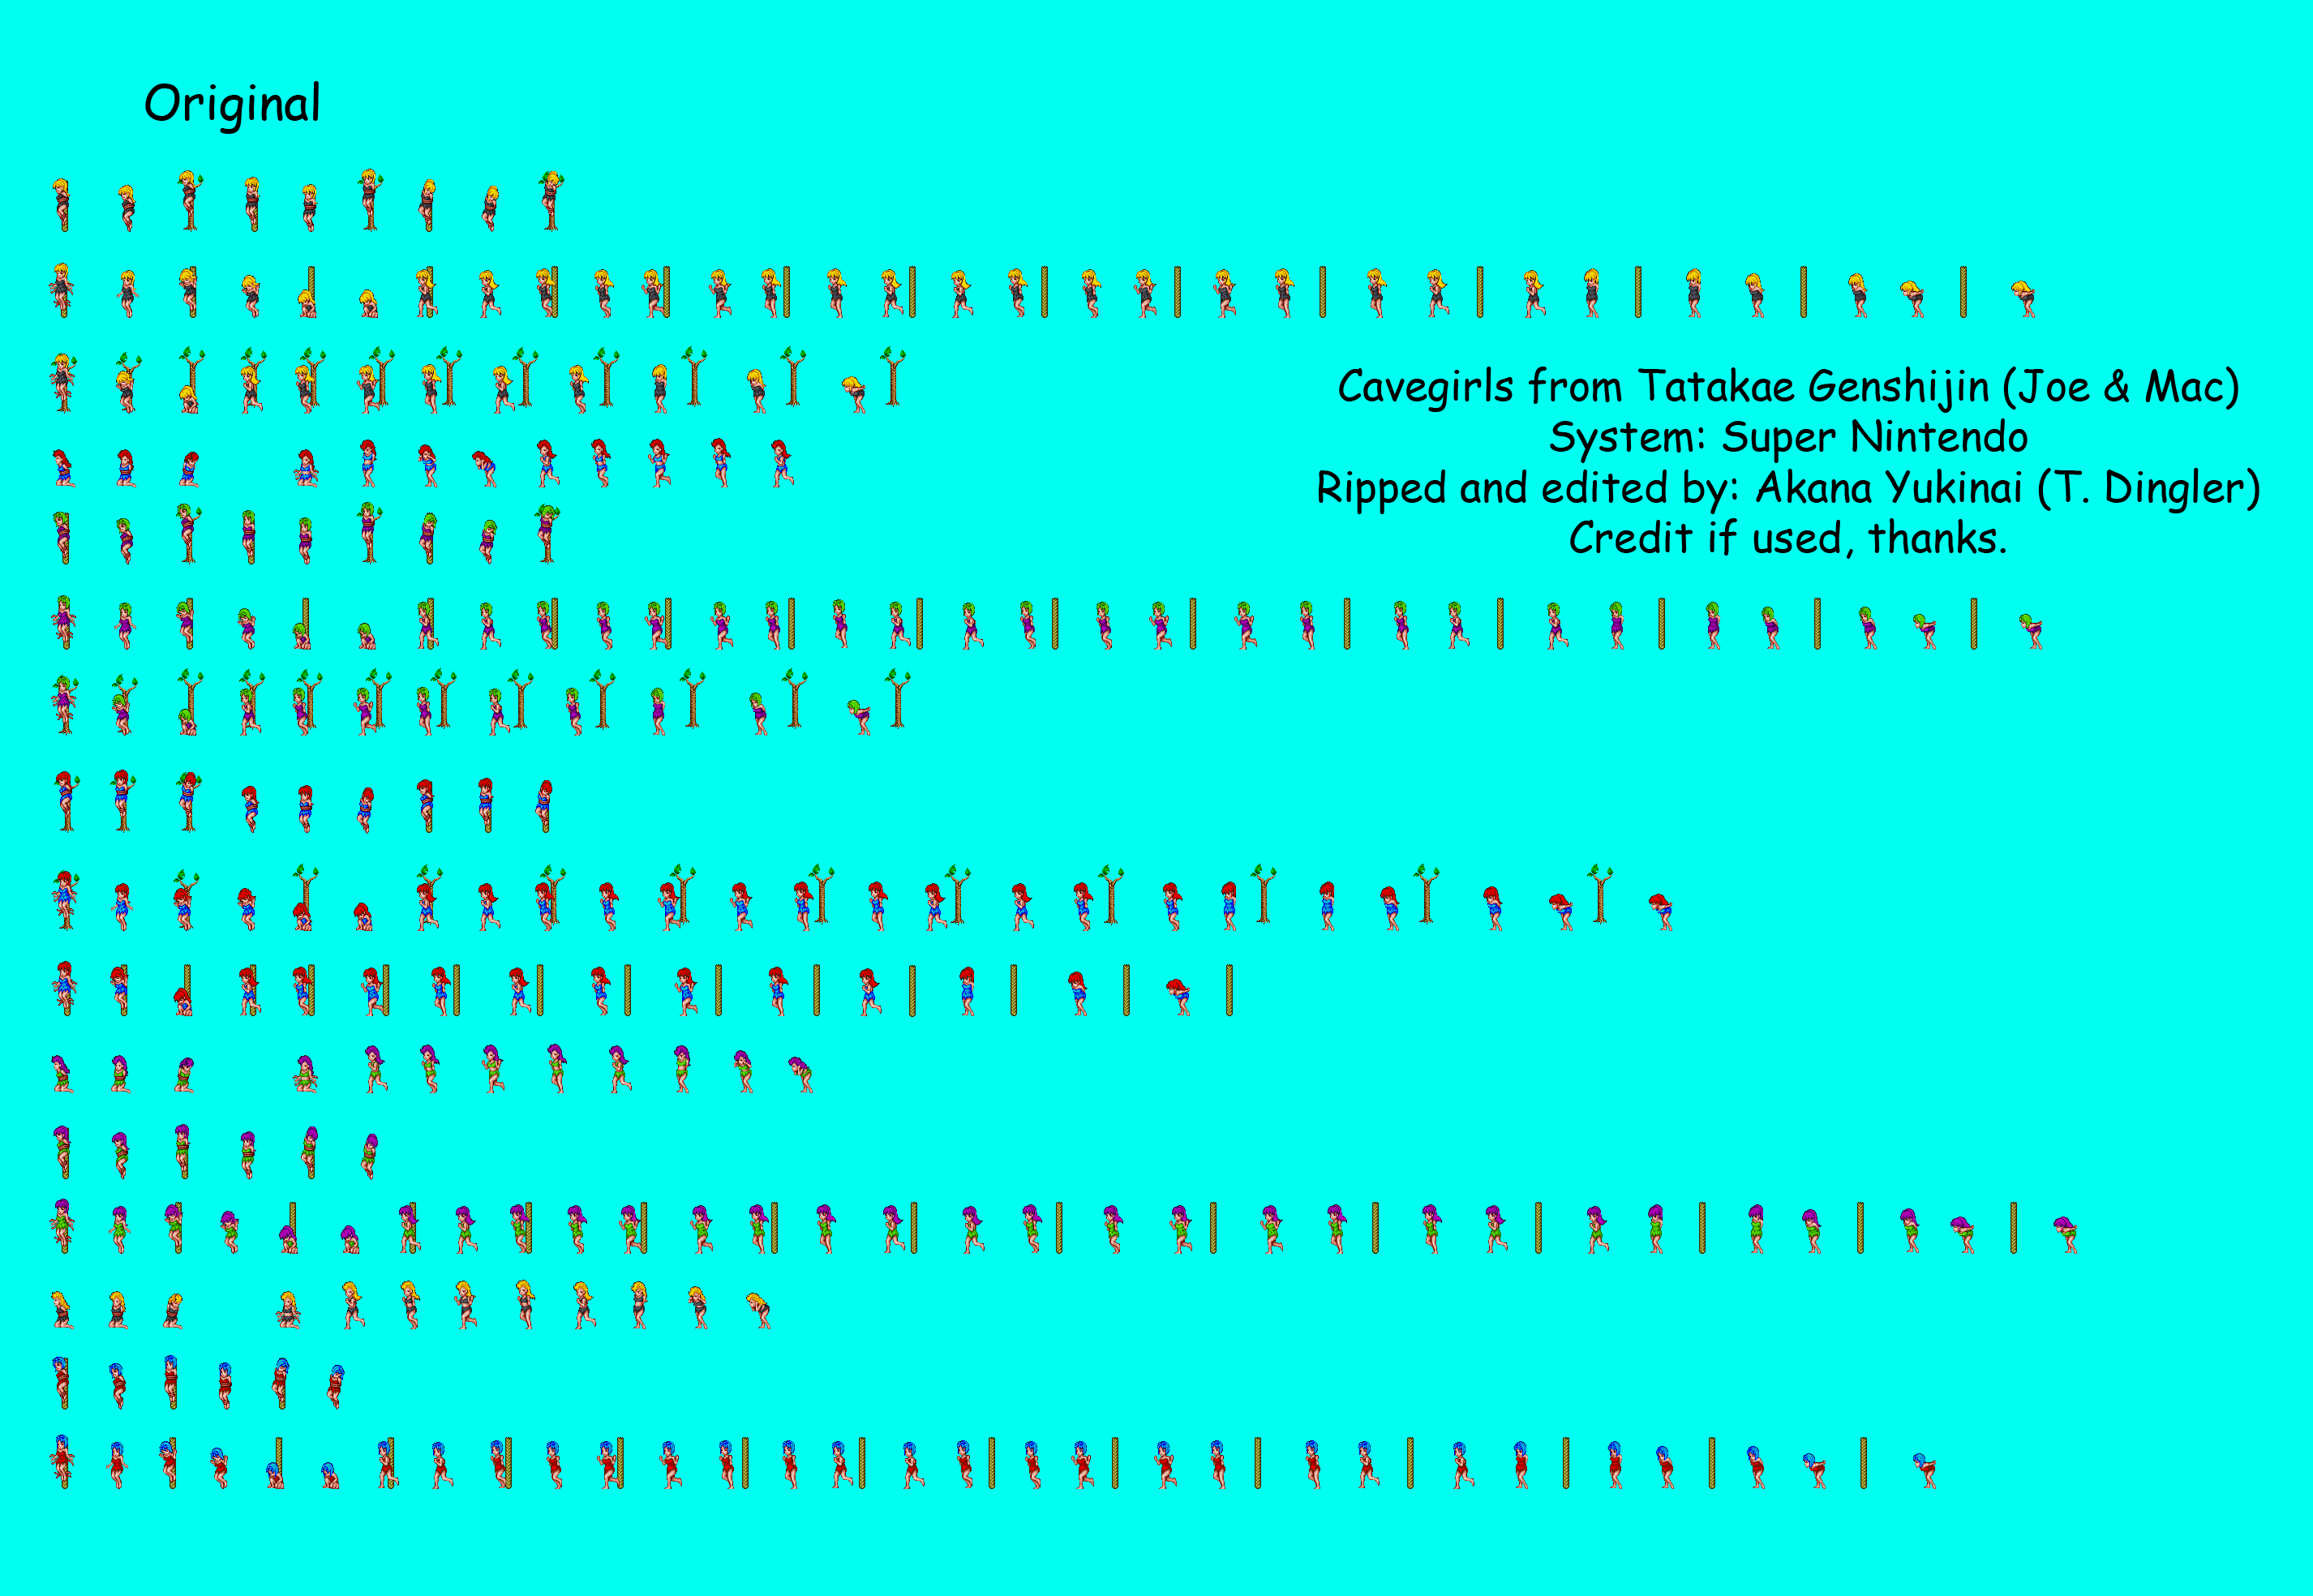 Original
Cavegirls from Tatakae Genshijin (Joe & Mac)
System: Super Nintendo
Ripped and edited by: Akana Yukinai (T. Dingler)
Credit if used, thanks.